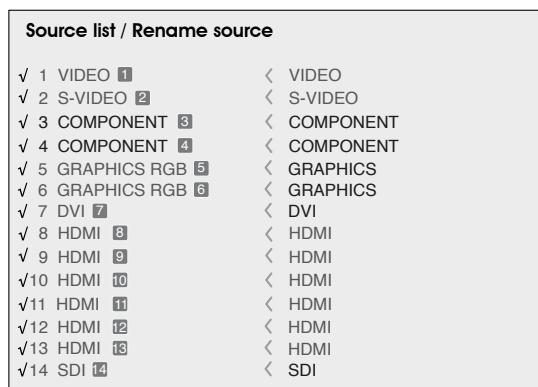 Source list / Rename source
√ 1 VIDEO 1 < VIDEO
√ 2 S-VIDEO 2 < S-VIDEO
√ 3 COMPONENT 3 < COMPONENT
√ 4 COMPONENT 4 < COMPONENT
√ 5 GRAPHICS RGB 5 < GRAPHICS
√ 6 GRAPHICS RGB 6 < GRAPHICS
√ 7 DVI 7 < DVI
√ 8 HDMI 8 < HDMI
√ 9 HDMI 9 < HDMI
√10 HDMI 10 < HDMI
√11 HDMI 11 < HDMI
√12 HDMI 12 < HDMI
√13 HDMI 13 < HDMI
√14 SDI 14 < SDI